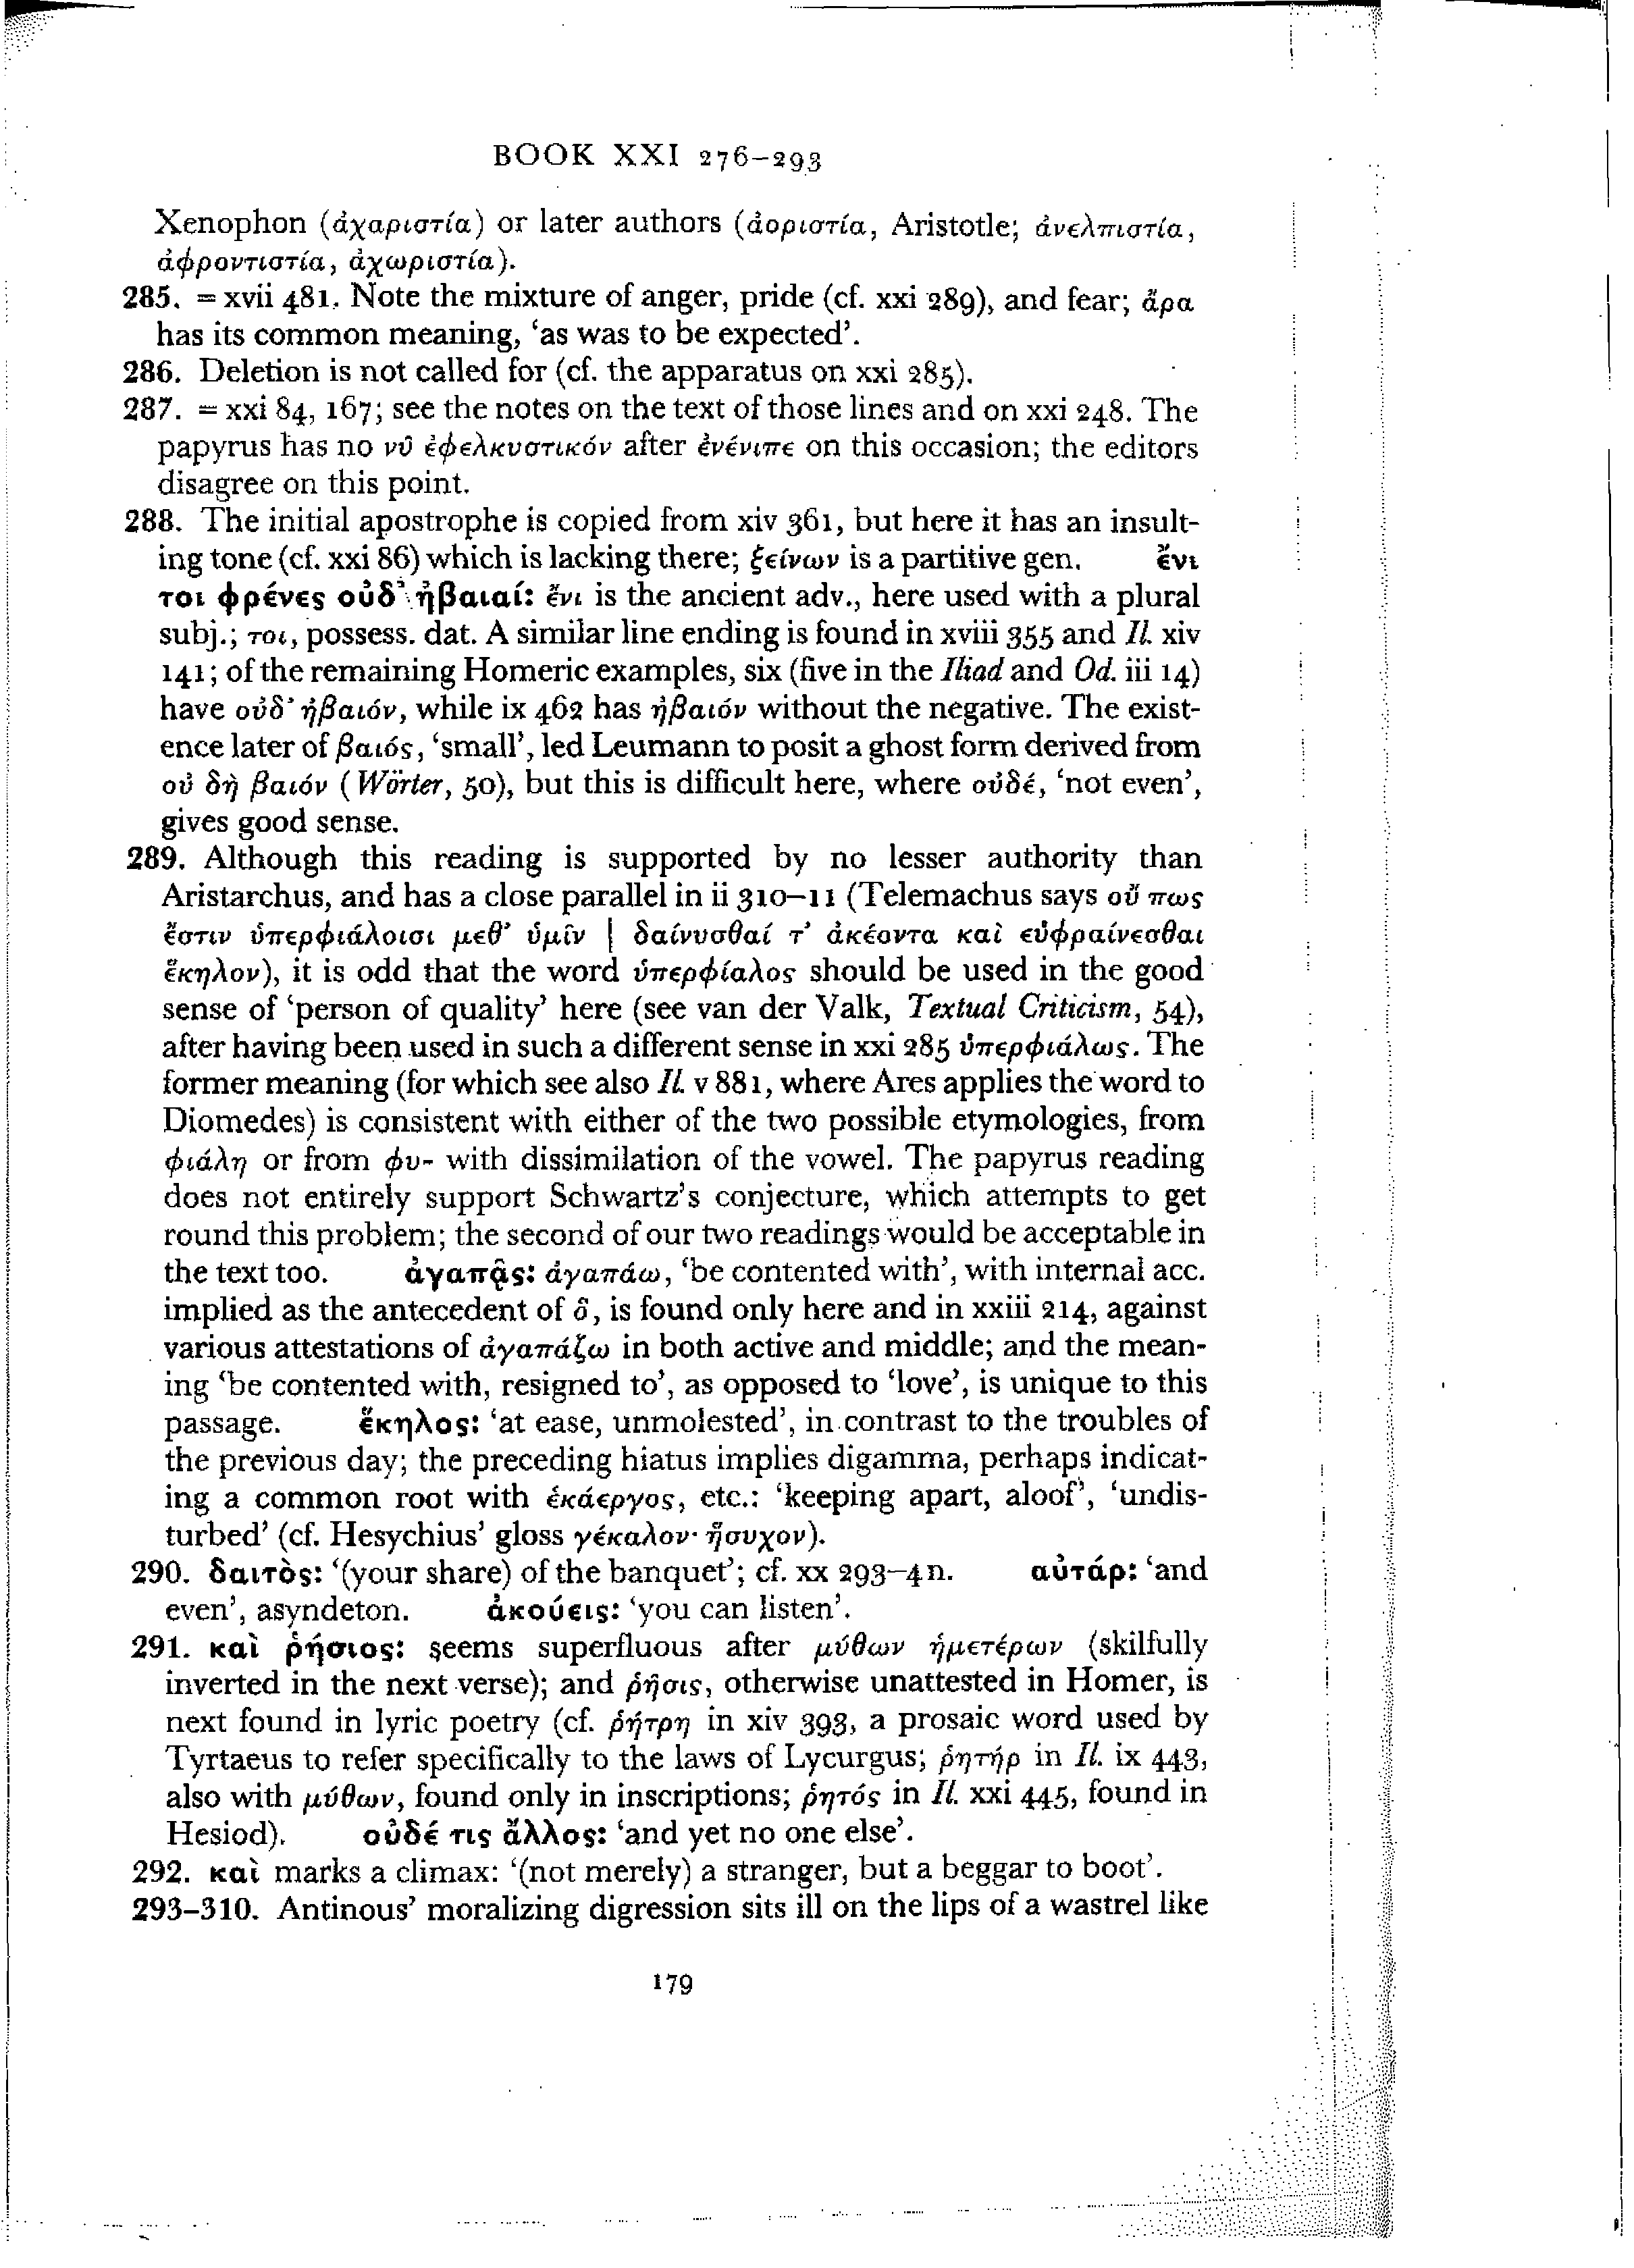 BOOK XXI 276–293
Xenophon (ἀχαριστία) or later authors (ἀοριστία, Aristotle; ἀνελπιστία,
ἀφροντιστία, ἀχωριστία).
285. = xvii 481. Note the mixture of anger, pride (cf. xxi 289), and fear; ἄρα
has its common meaning, ‘as was to be expected’.
286. Deletion is not called for (cf. the apparatus on xxi 285).
287. = xxi 84, 167; see the notes on the text of those lines and on xxi 248. The
papyrus has no νῦ ἐφελκυστικόν after ἐνένιπε on this occasion; the editors
disagree on this point.
288. The initial apostrophe is copied from xiv 361, but here it has an insult-
ing tone (cf. xxi 86) which is lacking there; ξείνων is a partitive gen. ἔνι
τοι φρένες οὐδ’ ἠβαιαί: ἔνι is the ancient adv., here used with a plural
subj.; τοι, possess. dat. A similar line ending is found in xviii 355 and Il. xiv
141; of the remaining Homeric examples, six (five in the Iliad and Od. iii 14)
have οὐδ’ ἠβαιόν, while ix 462 has ἠβαιόν without the negative. The exist-
ence later of βαιός, ‘small’, led Leumann to posit a ghost form derived from
οὐ δὴ βαιόν (Wörter, 50), but this is difficult here, where οὐδέ, ‘not even’,
gives good sense.
289. Although this reading is supported by no lesser authority than
Aristarchus, and has a close parallel in ii 310–11 (Telemachus says οὔ πως
ἔστιν ὑπερφιάλοισι μεθ’ ὑμῖν | δαίνυσθαί τ’ ἀκέοντα καὶ εὐφραίνεσθαι
ἕκηλον), it is odd that the word ὑπερφίαλος should be used in the good
sense of ‘person of quality’ here (see van der Valk, Textual Criticism, 54),
after having been used in such a different sense in xxi 285 ὑπερφιάλως. The
former meaning (for which see also Il. v 881, where Ares applies the word to
Diomedes) is consistent with either of the two possible etymologies, from
φιάλη or from φυ- with dissimilation of the vowel. The papyrus reading
does not entirely support Schwartz’s conjecture, which attempts to get
round this problem; the second of our two readings would be acceptable in
the text too. ἀγαπᾷς: ἀγαπάω, ‘be contented with’, with internal acc.
implied as the antecedent of ὅ, is found only here and in xxiii 214, against
various attestations of ἀγαπάζω in both active and middle; and the mean-
ing ‘be contented with, resigned to’, as opposed to ‘love’, is unique to this
passage. ἕκηλος: ‘at ease, unmolested’, in contrast to the troubles of
the previous day; the preceding hiatus implies digamma, perhaps indicat-
ing a common root with ἑκάεργος, etc.: ‘keeping apart, aloof’, ‘undis-
turbed’ (cf. Hesychius’ gloss γέκαλον· ἥσυχον).
290. δαιτὸς: ‘(your share) of the banquet’; cf. xx 293–4 n. αὐτάρ: ‘and
even’, asyndeton. ἀκούεις: ‘you can listen’.
291. καὶ ῥήσιος: seems superfluous after μύθων ἡμετέρων (skilfully
inverted in the next verse); and ῥῆσις, otherwise unattested in Homer, is
next found in lyric poetry (cf. ῥήτρη in xiv 393, a prosaic word used by
Tyrtaeus to refer specifically to the laws of Lycurgus; ῥητήρ in Il. ix 443,
also with μύθων, found only in inscriptions; ῥητός in Il. xxi 445, found in
Hesiod). οὐδέ τις ἄλλος: ‘and yet no one else’.
292. καὶ marks a climax: ‘(not merely) a stranger, but a beggar to boot’.
293–310. Antinous’ moralizing digression sits ill on the lips of a wastrel like
179